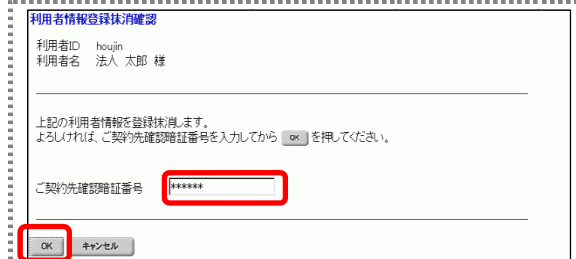 利用者情報登録抹消確認
利用者ID houjin
利用者名 法人 太郎 様
上記の利用者情報を登録抹消します。
よろしければ、ご契約先確認暗証番号を入力してから OK を押してください。
ご契約先確認暗証番号 ******
OK キャンセル